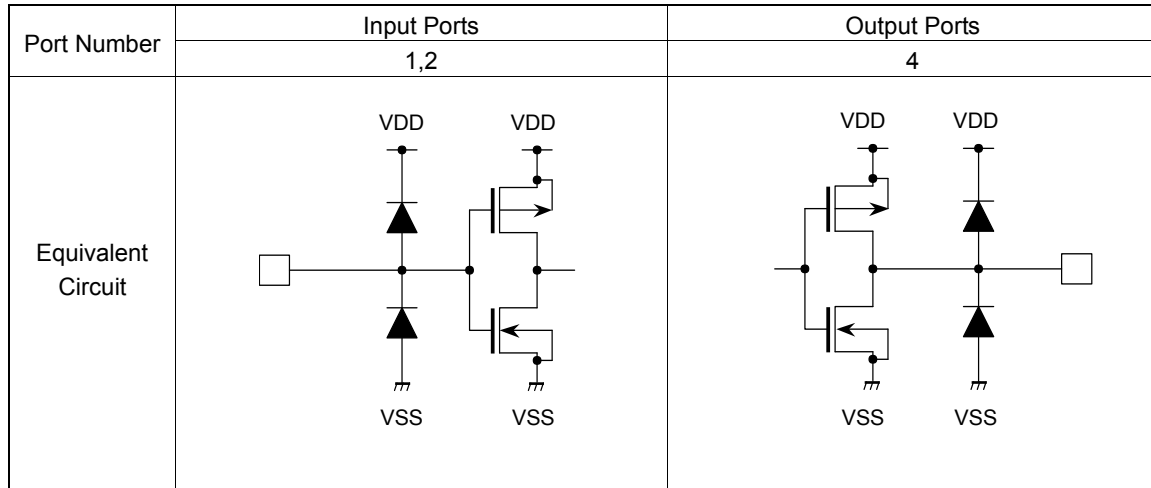 Port Number
Input Ports
Output Ports
1,2
4
Equivalent
Circuit
VDD
VDD
VSS
VSS
VDD
VDD
VSS
VSS